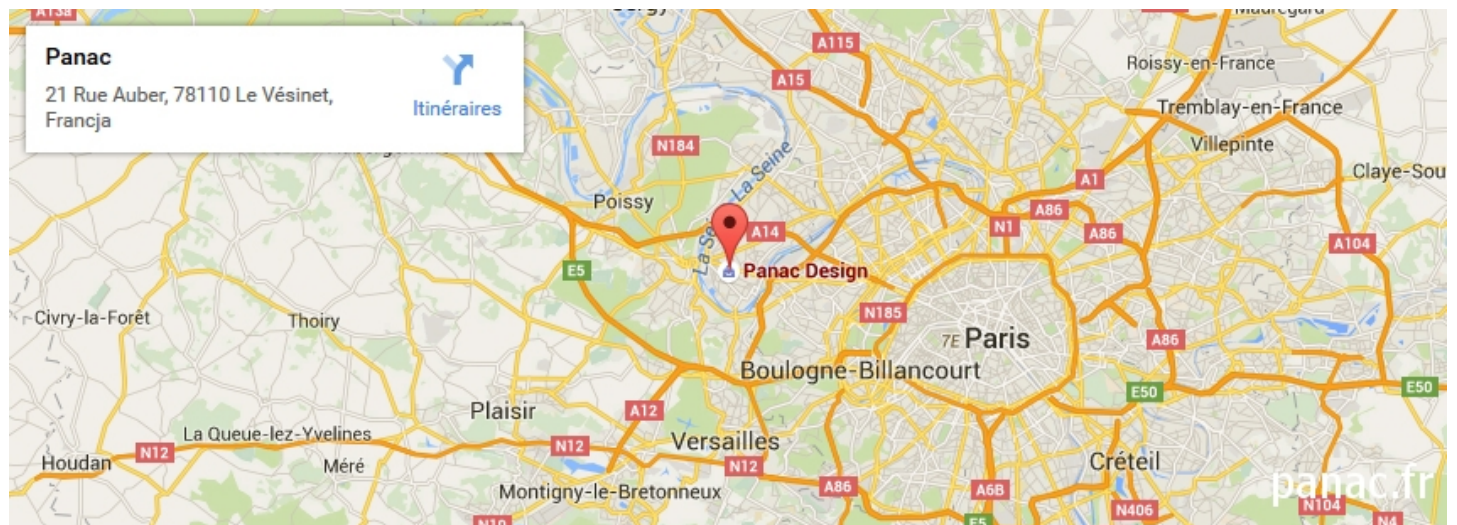 A13a
Panac
21 Rue Auber, 78110 Le Vésinet,
Francja
Itinéraires
A115
Roissy-en-France
A15
Tremblay-en-France
N184
La Seine
Villepinte
Claye-Sou
A1
Poissy
A86
N1
A14
A86
A104
E5
Panac Design
N185
Civry-la-Forêt
Thoiry
7E Paris
A86
Boulogne-Billancourt
E50
E50
Plaisir
A12
La Queue-lez-Yvelines
Versailles
N12
N12
Houdan
Méré
N12
Créteil
Montigny-le-Bretonneux
A86
A6B
panac.fr
N104
N406